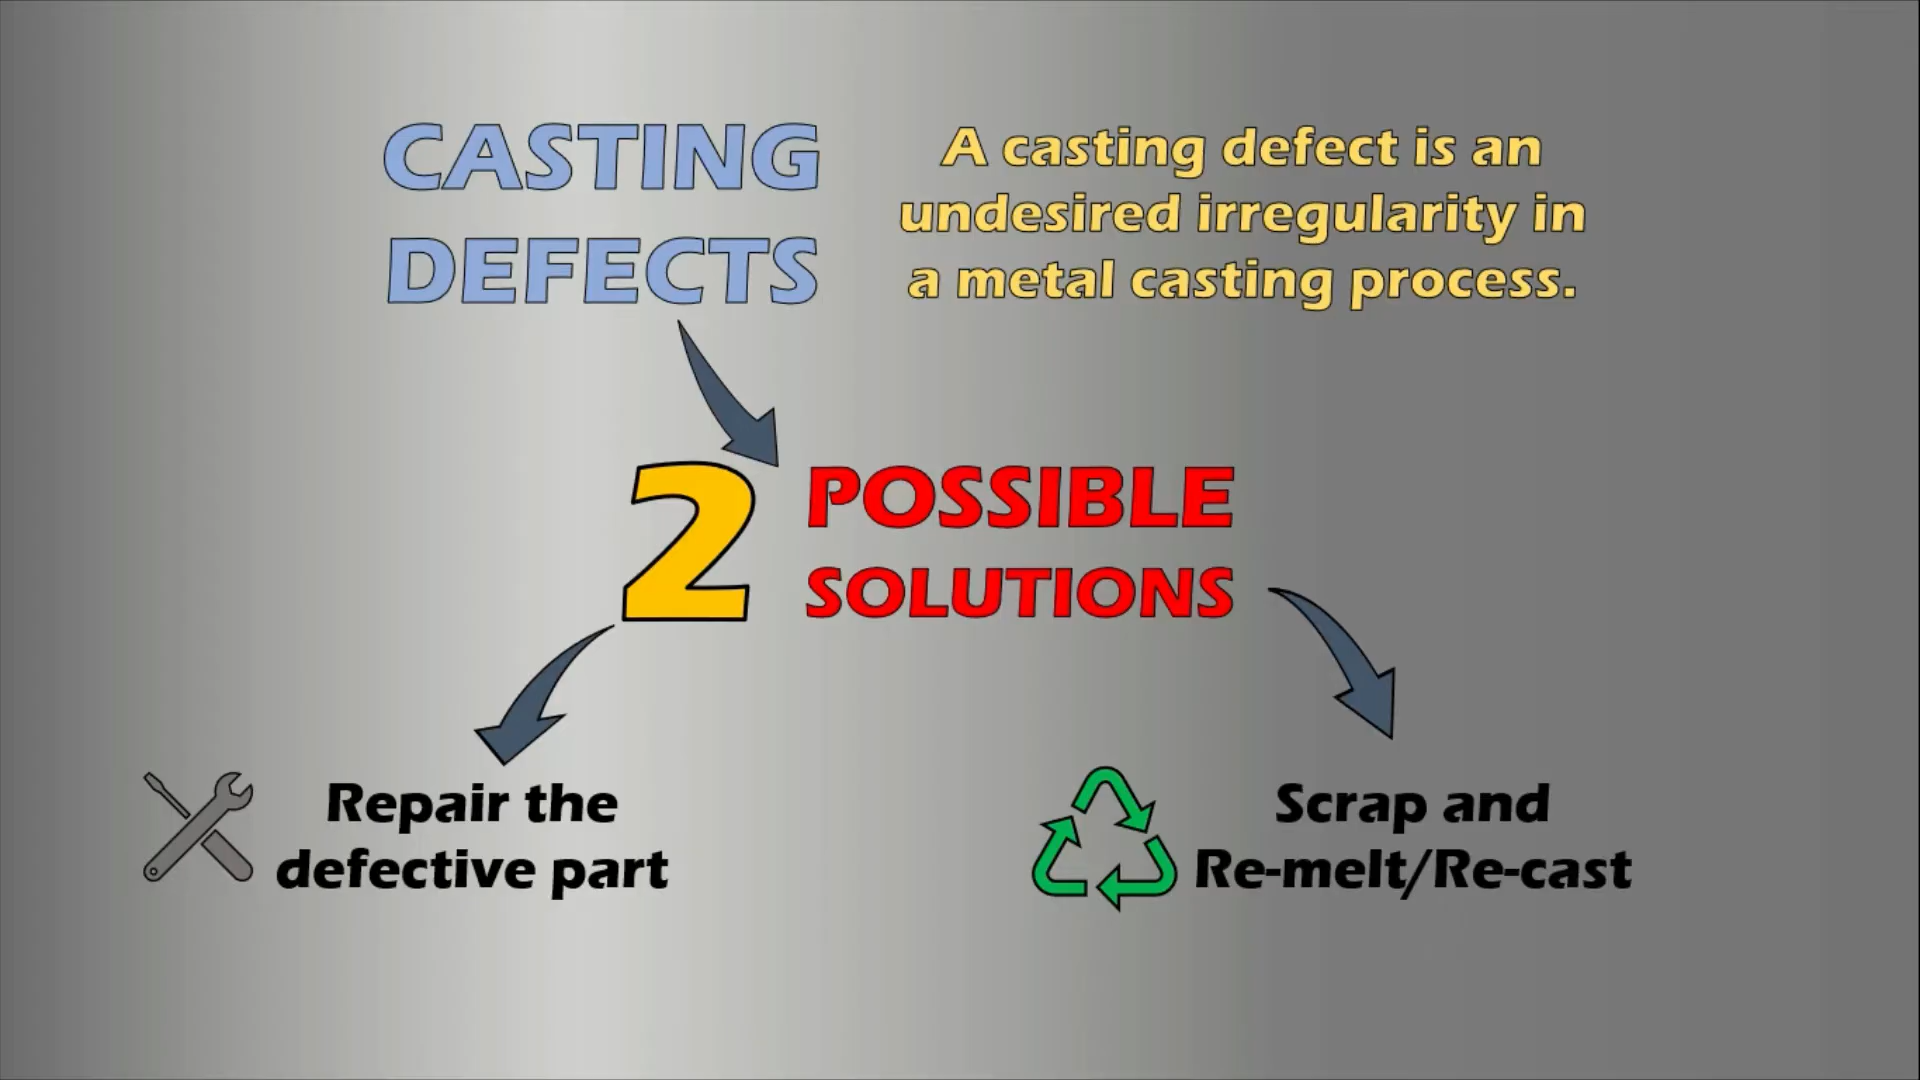 CASTING
DEFECTS
A casting defect is an
undesired irregularity in
a metal casting process.
2
POSSIBLE
SOLUTIONS
Repair the
defective part
Scrap and
Re-melt/Re-cast